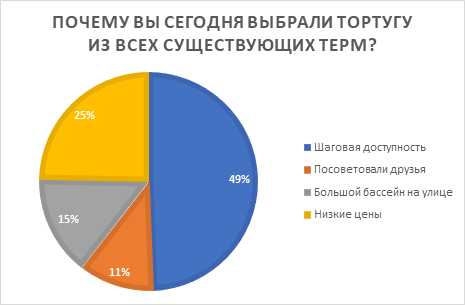 ПОЧЕМУ ВЫ СЕГОДНЯ ВЫБРАЛИ ТОРТУГУ
ИЗ ВСЕХ СУЩЕСТВУЮЩИХ ТЕРМ?
25%
49%
15%
11%
Шаговая доступность
Посоветовали друзья
Большой бассейн на улице
Низкие цены